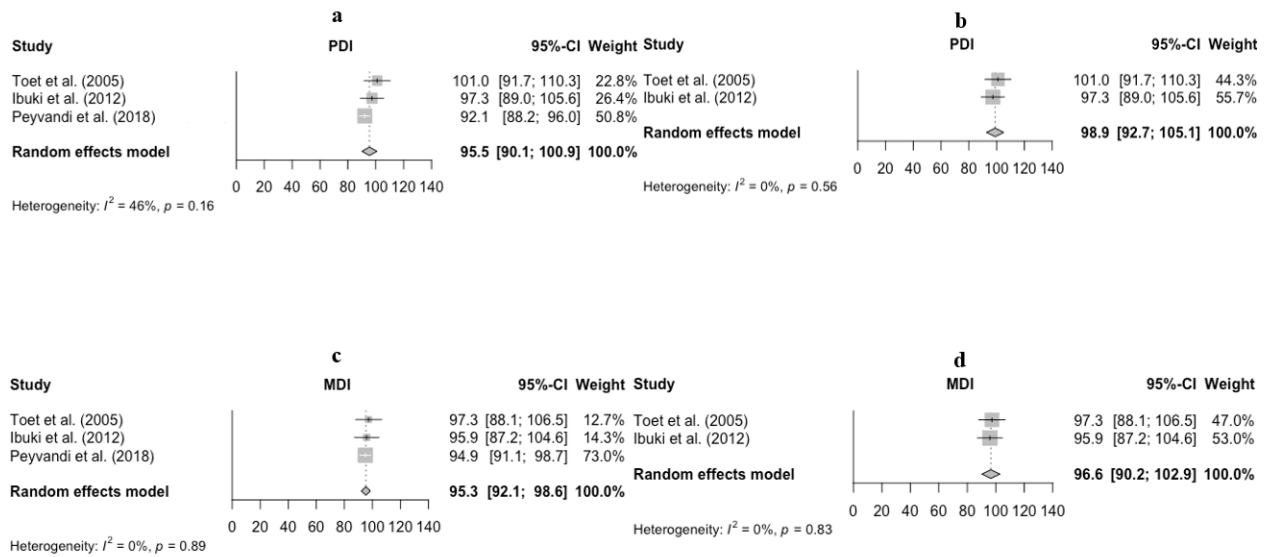 a
Study PDI 95%-CI Weight
Toet et al. (2005) 101.0 [91.7; 110.3] 22.8%
Ibuki et al. (2012) 97.3 [89.0; 105.6] 26.4%
Peyvandi et al. (2018) 92.1 [88.2; 96.0] 50.8%
Random effects model 95.5 [90.1; 100.9] 100.0%
0 20 40 60 80 100 120 140
Heterogeneity: I² = 46%, p = 0.16
b
Study PDI 95%-CI Weight
Toet et al. (2005) 101.0 [91.7; 110.3] 44.3%
Ibuki et al. (2012) 97.3 [89.0; 105.6] 55.7%
Random effects model 98.9 [92.7; 105.1] 100.0%
0 20 40 60 80 100 120 140
Heterogeneity: I² = 0%, p = 0.56
c
Study MDI 95%-CI Weight
Toet et al. (2005) 97.3 [88.1; 106.5] 12.7%
Ibuki et al. (2012) 95.9 [87.2; 104.6] 14.3%
Peyvandi et al. (2018) 94.9 [91.1; 98.7] 73.0%
Random effects model 95.3 [92.1; 98.6] 100.0%
0 20 40 60 80 100 120 140
Heterogeneity: I² = 0%, p = 0.89
d
Study MDI 95%-CI Weight
Toet et al. (2005) 97.3 [88.1; 106.5] 47.0%
Ibuki et al. (2012) 95.9 [87.2; 104.6] 53.0%
Random effects model 96.6 [90.2; 102.9] 100.0%
0 20 40 60 80 100 120 140
Heterogeneity: I² = 0%, p = 0.83